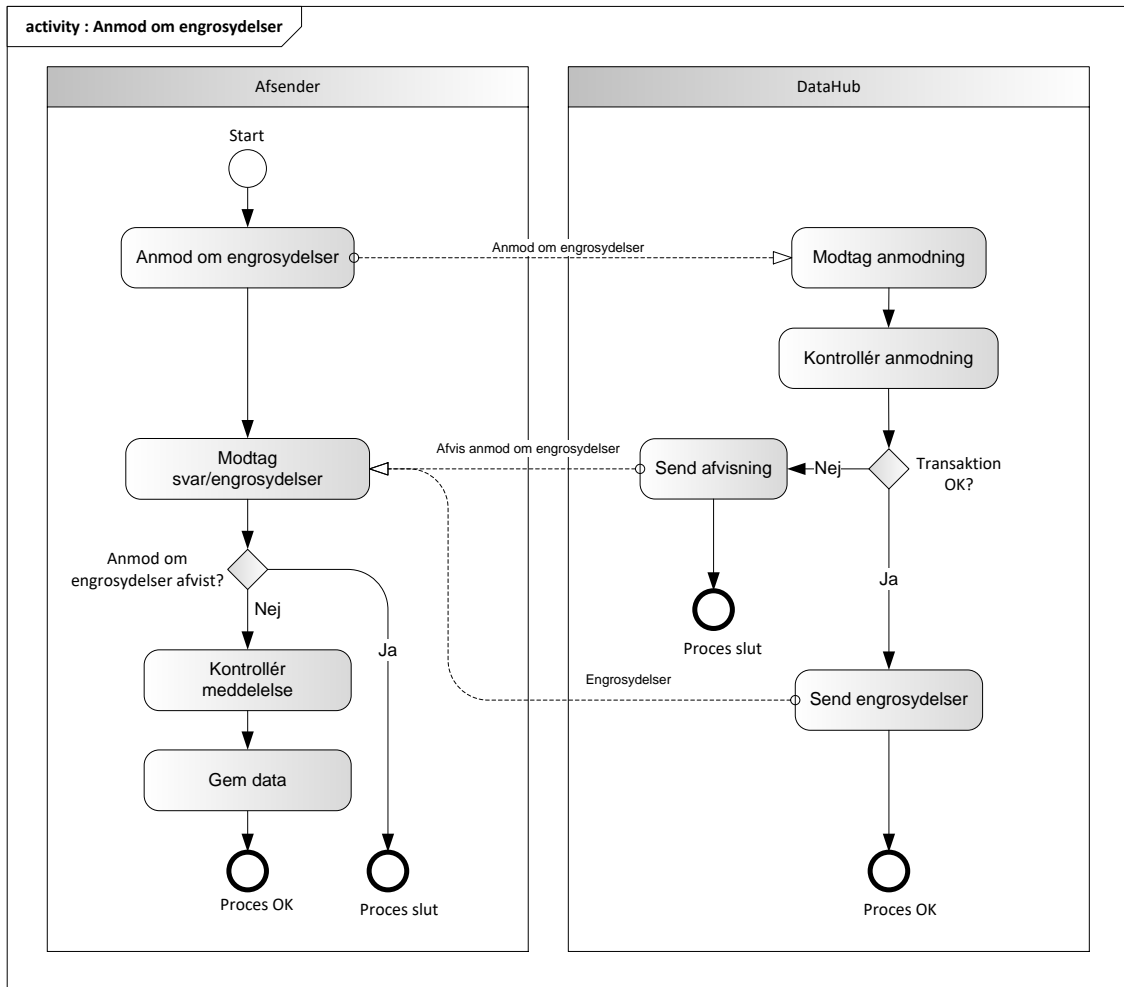 activity : Anmod om engrosydelser
Afsender
DataHub
Start
Anmod om engrosydelser
Anmod om engrosydelser
Modtag anmodning
Kontrollér anmodning
Modtag
svar/engrosydelser
Afvis anmod om engrosydelser
Send afvisning
Nej
Transaktion
OK?
Anmod om
engrosydelser afvist?
Nej
Ja
Ja
Proces slut
Kontrollér
meddelelse
Engrosydelser
Send engrosydelser
Gem data
Proces OK
Proces slut
Proces OK